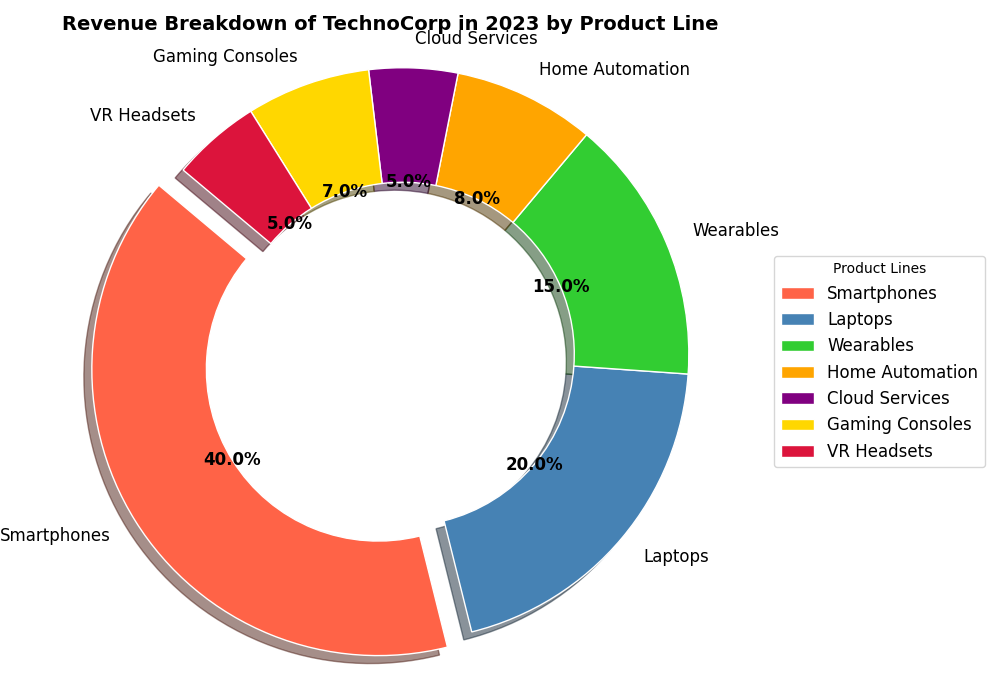 Revenue Breakdown of TechnoCorp in 2023 by Product Line
Cloud Services
Gaming Consoles
Home Automation
VR Headsets
Wearables
Smartphones
Laptops
5.0%
7.0%
8.0%
5.0%
15.0%
40.0%
20.0%
Product Lines
Smartphones
Laptops
Wearables
Home Automation
Cloud Services
Gaming Consoles
VR Headsets